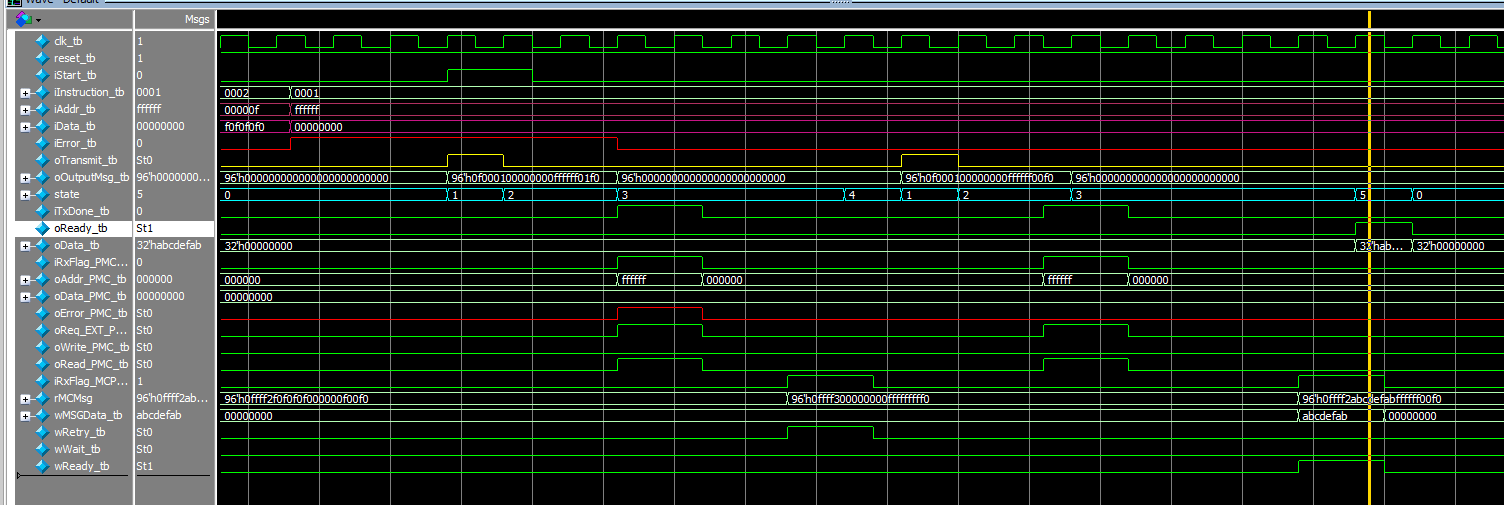 Wave - Default
Msgs
clk_tb 1
reset_tb 1
iStart_tb 0
iInstruction_tb 0001 0002 0001
iAddr_tb ffffff 00000f ffffff
iData_tb 00000000 f0f0f0f0 00000000
iError_tb 0
oTransmit_tb St0
oOutputMsg_tb 96'h0000000... 96'h000000000000000000000000 96'h0f000100000000ffffff01f0 96'h000000000000000000000000 96'h0f000100000000ffffff00f0 96'h000000000000000000000000
state 5 0 1 2 3 4 1 2 3 5 0
iTxDone_tb 0
oReady_tb St1
oData_tb 32'habcdefab 32'h00000000 32'hab... 32'h00000000
iRxFlag_PMC... 0
oAddr_PMC_tb 000000 000000 ffffff 000000 ffffff 000000
oData_PMC_tb 00000000 00000000
oError_PMC_tb St0
oReq_EXT_P... St0
oWrite_PMC_tb St0
oRead_PMC_tb St0
iRxFlag_MCP... 1
rMCMsg 96'h0ffff2ab... 96'h0ffff2f0f0f0f0000000f00f0 96'h0ffff300000000fffffffff0 96'h0ffff2abcdefabffffff00f0
wMSGData_tb abcdefab 00000000 abcdefab 00000000
wRetry_tb St0
wWait_tb St0
wReady_tb St1